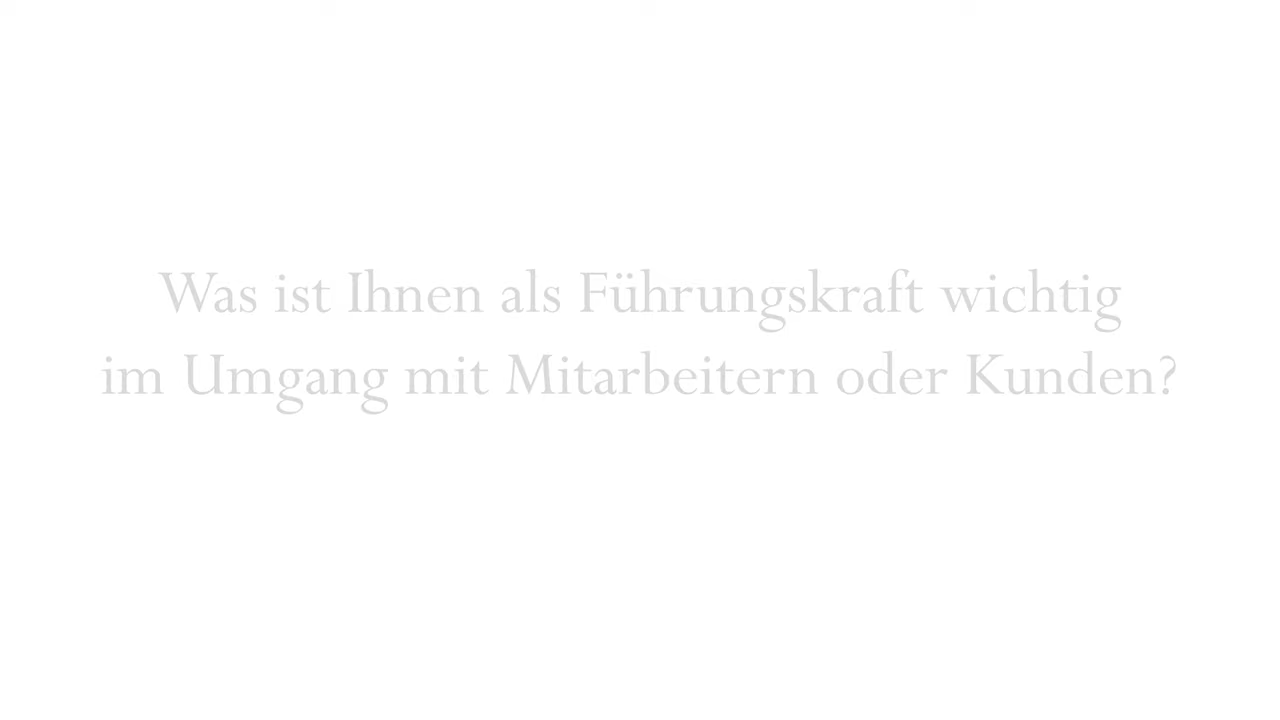 Was ist Ihnen als Führungskraft wichtig
im Umgang mit Mitarbeitern oder Kunden?